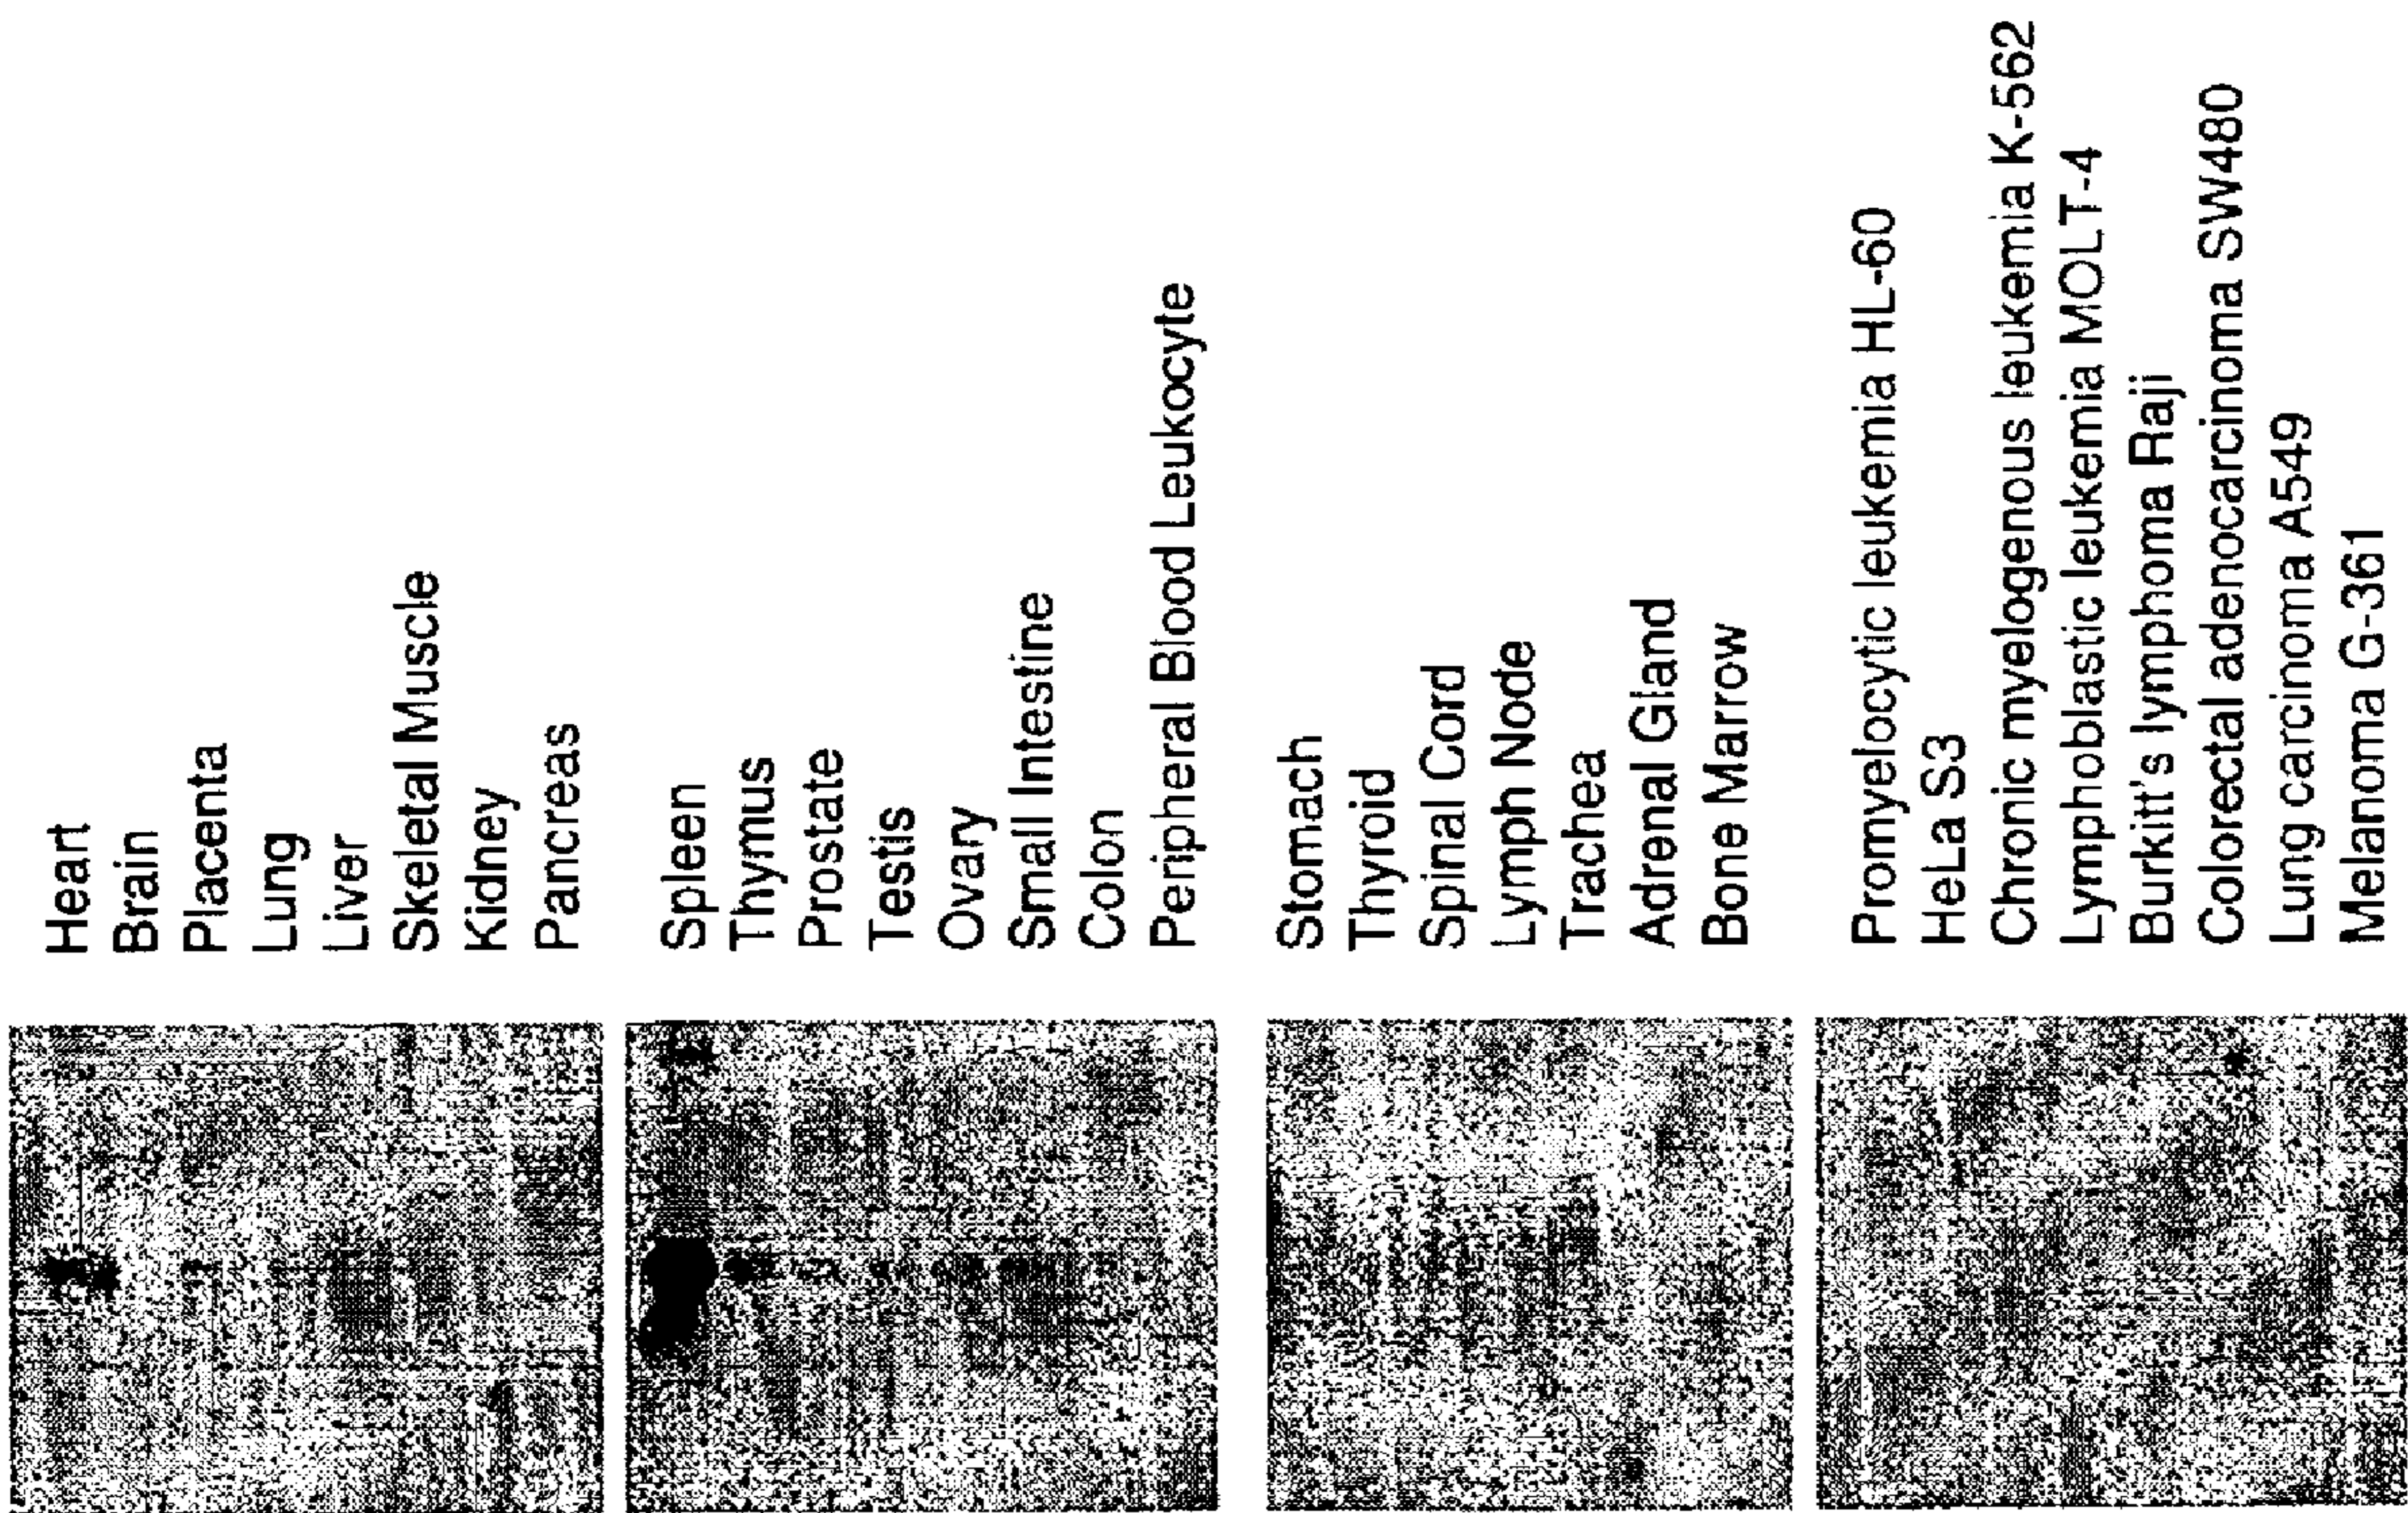 Heart
Brain
Placenta
Lung
Liver
Skeletal Muscle
Kidney
Pancreas
Spleen
Thymus
Prostate
Testis
Ovary
Small Intestine
Colon
Peripheral Blood Leukocyte
Stomach
Thyroid
Spinal Cord
Lymph Node
Trachea
Adrenal Gland
Bone Marrow
Promyelocytic leukemia HL-60
HeLa S3
Chronic myelogenous leukemia K-562
Lymphoblastic leukemia MOLT-4
Burkitt's lymphoma Raji
Colorectal adenocarcinoma SW480
Lung carcinoma A549
Melanoma G-361